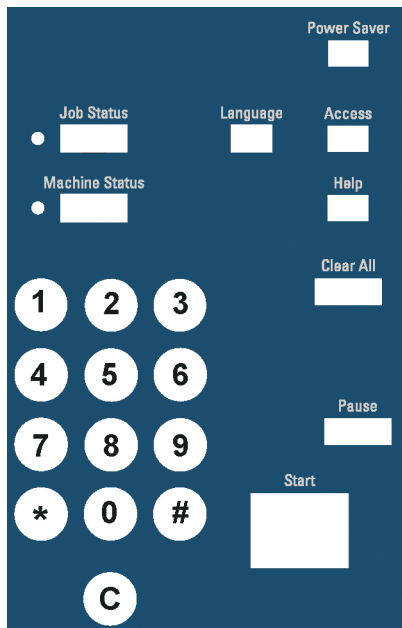 Power Saver
Job Status Language Access
Machine Status Help
Clear All
1 2 3
4 5 6
Pause
7 8 9
Start
* 0 #
C